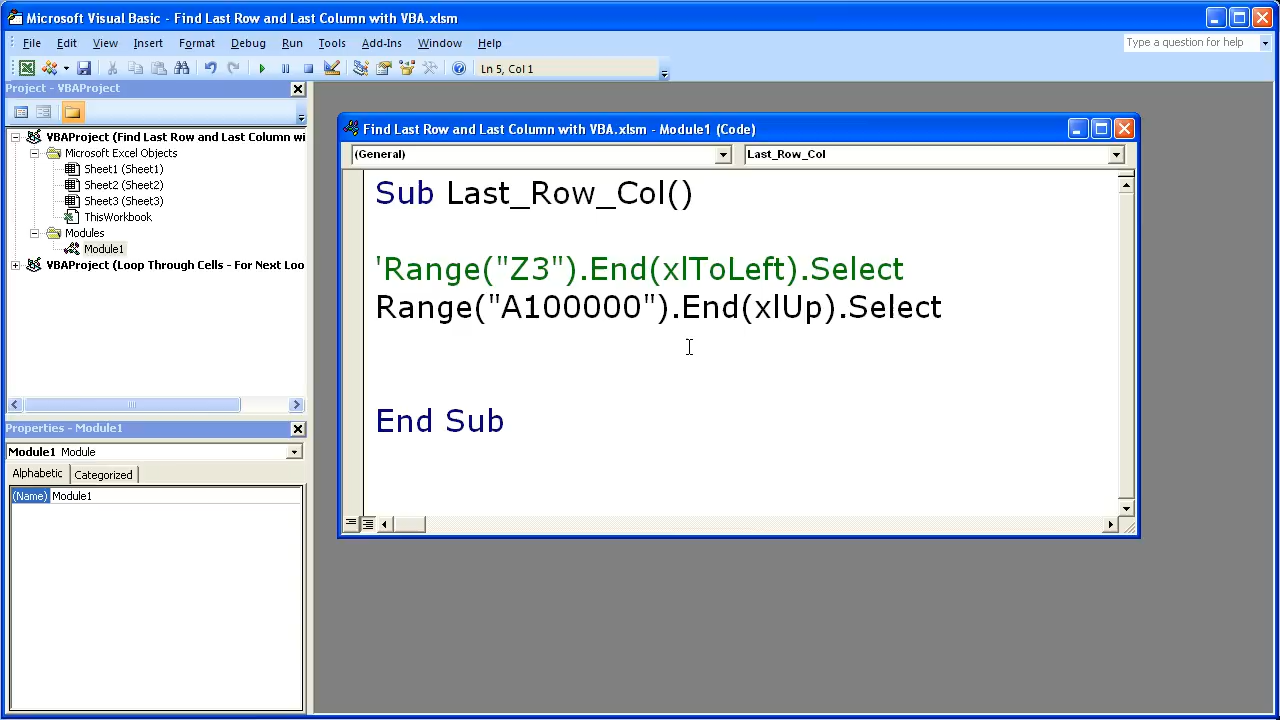 Microsoft Visual Basic - Find Last Row and Last Column with VBA.xlsm
File Edit View Insert Format Debug Run Tools Add-Ins Window Help
Type a question for help
Ln 5, Col 1
Project - VBAProject
VBAProject (Find Last Row and Last Column wi
Microsoft Excel Objects
Sheet1 (Sheet1)
Sheet2 (Sheet2)
Sheet3 (Sheet3)
ThisWorkbook
Modules
Module1
VBAProject (Loop Through Cells - For Next Loo
Properties - Module1
Module1 Module
Alphabetic Categorized
(Name) Module1
Find Last Row and Last Column with VBA.xlsm - Module1 (Code)
(General) Last_Row_Col
Sub Last_Row_Col()
'Range("Z3").End(xlToLeft).Select
Range("A100000").End(xlUp).Select
End Sub